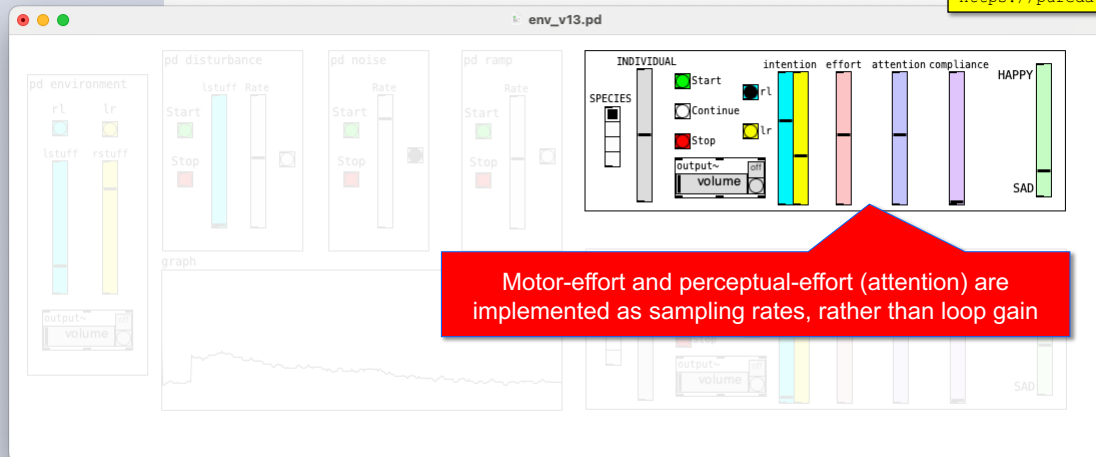 env_v13.pd
pd environment
rl lr
lstuff rstuff
output~
volume
pd disturbance
lstuff Rate
Start
Stop
pd noise
Rate
Start
Stop
pd ramp
Rate
Start
Stop
graph
INDIVIDUAL
SPECIES
Start
Continue
Stop
rl
lr
output~ off
volume
intention effort attention compliance
HAPPY
SAD
Motor-effort and perceptual-effort (attention) are
implemented as sampling rates, rather than loop gain
Stop
output~
volume
SAD